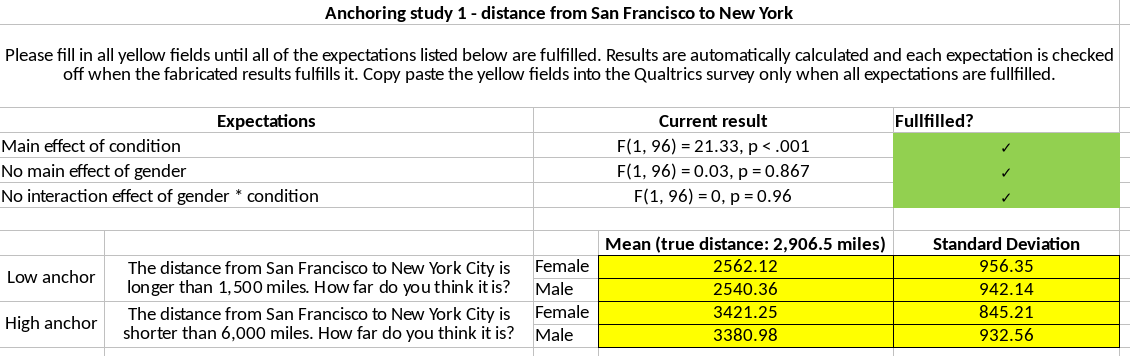 Anchoring study 1 - distance from San Francisco to New York
Please fill in all yellow fields until all of the expectations listed below are fulfilled. Results are automatically calculated and each expectation is checked
off when the fabricated results fulfills it. Copy paste the yellow fields into the Qualtrics survey only when all expectations are fullfilled.
Expectations Current result Fullfilled?
Main effect of condition F(1, 96) = 21.33, p < .001 ✓
No main effect of gender F(1, 96) = 0.03, p = 0.867 ✓
No interaction effect of gender * condition F(1, 96) = 0, p = 0.96 ✓
Mean (true distance: 2,906.5 miles) Standard Deviation
Low anchor
The distance from San Francisco to New York City is
longer than 1,500 miles. How far do you think it is?
Female 2562.12 956.35
Male 2540.36 942.14
High anchor
The distance from San Francisco to New York City is
shorter than 6,000 miles. How far do you think it is?
Female 3421.25 845.21
Male 3380.98 932.56